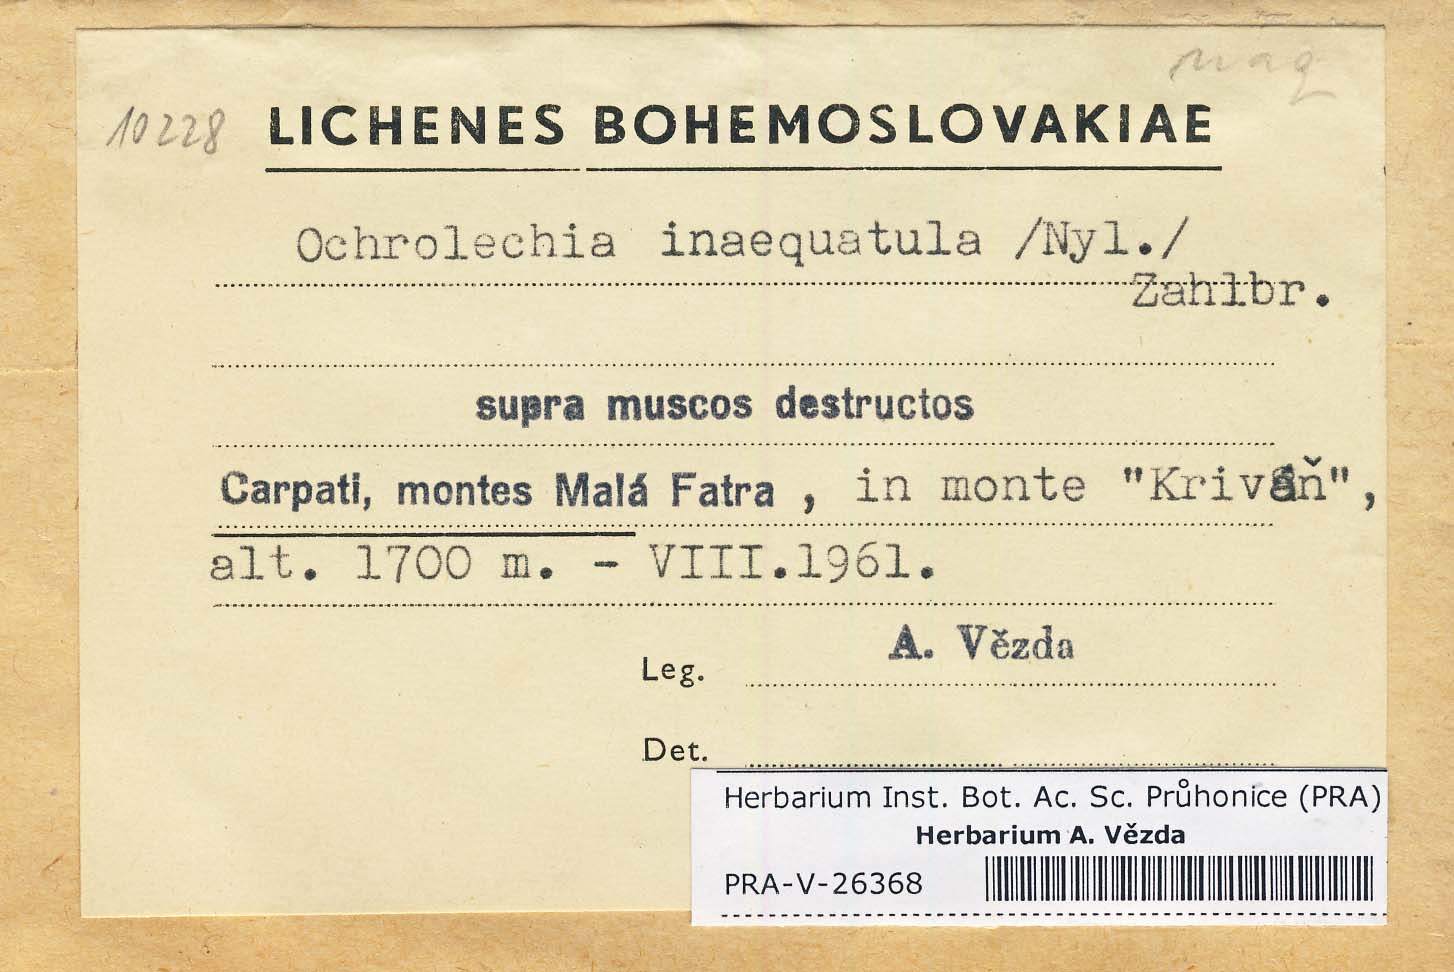 maq
10228
LICHENES BOHEMOSLOVAKIAE
Ochrolechia inaequatula /Nyl./
Zahlbr.
supra muscos destructos
Carpati, montes Malá Fatra, in monte "Kriváň",
alt. 1700 m. - VIII.1961.
Leg. A. Vězda
Det.
Herbarium Inst. Bot. Ac. Sc. Průhonice (PRA)
Herbarium A. Vězda
PRA-V-26368